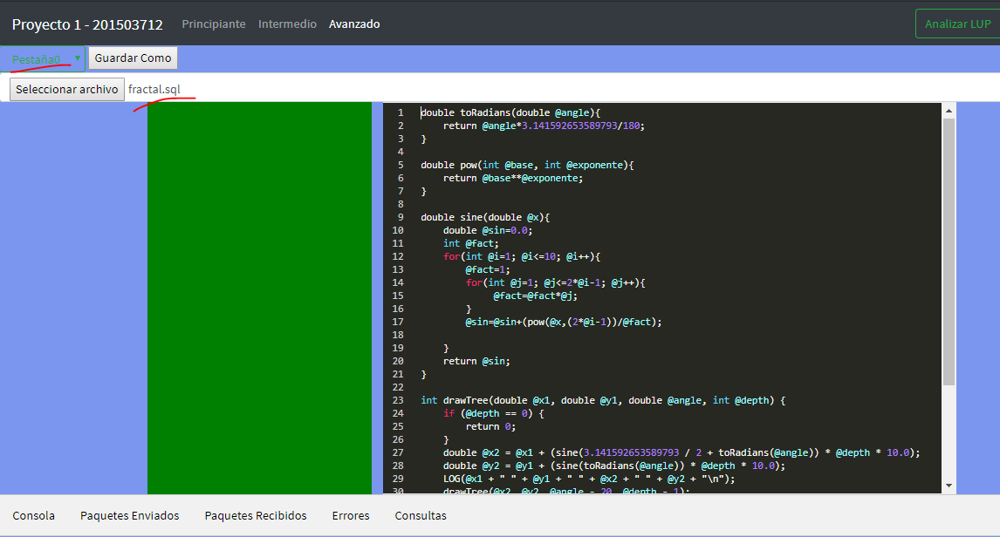 Proyecto 1 - 201503712 Principiante Intermedio Avanzado Analizar LUP
Pestaña0 Guardar Como
Seleccionar archivo fractal.sql
1 double toRadians(double @angle){
2 return @angle*3.141592653589793/180;
3 }
4
5 double pow(int @base, int @exponente){
6 return @base**@exponente;
7 }
8
9 double sine(double @x){
10 double @sin=0.0;
11 int @fact;
12 for(int @i=1; @i<=10; @i++){
13 @fact=1;
14 for(int @j=1; @j<=2*@i-1; @j++){
15 @fact=@fact*@j;
16 }
17 @sin=@sin+(pow(@x,(2*@i-1))/@fact);
18
19 }
20 return @sin;
21 }
22
23 int drawTree(double @x1, double @y1, double @angle, int @depth) {
24 if (@depth == 0) {
25 return 0;
26 }
27 double @x2 = @x1 + (sine(3.141592653589793 / 2 + toRadians(@angle)) * @depth * 10.0);
28 double @y2 = @y1 + (sine(toRadians(@angle)) * @depth * 10.0);
29 LOG(@x1 + " " + @y1 + " " + @x2 + " " + @y2 + "\n");
30 drawTree(@x2, @y2, @angle - 20, @depth - 1);
Consola Paquetes Enviados Paquetes Recibidos Errores Consultas